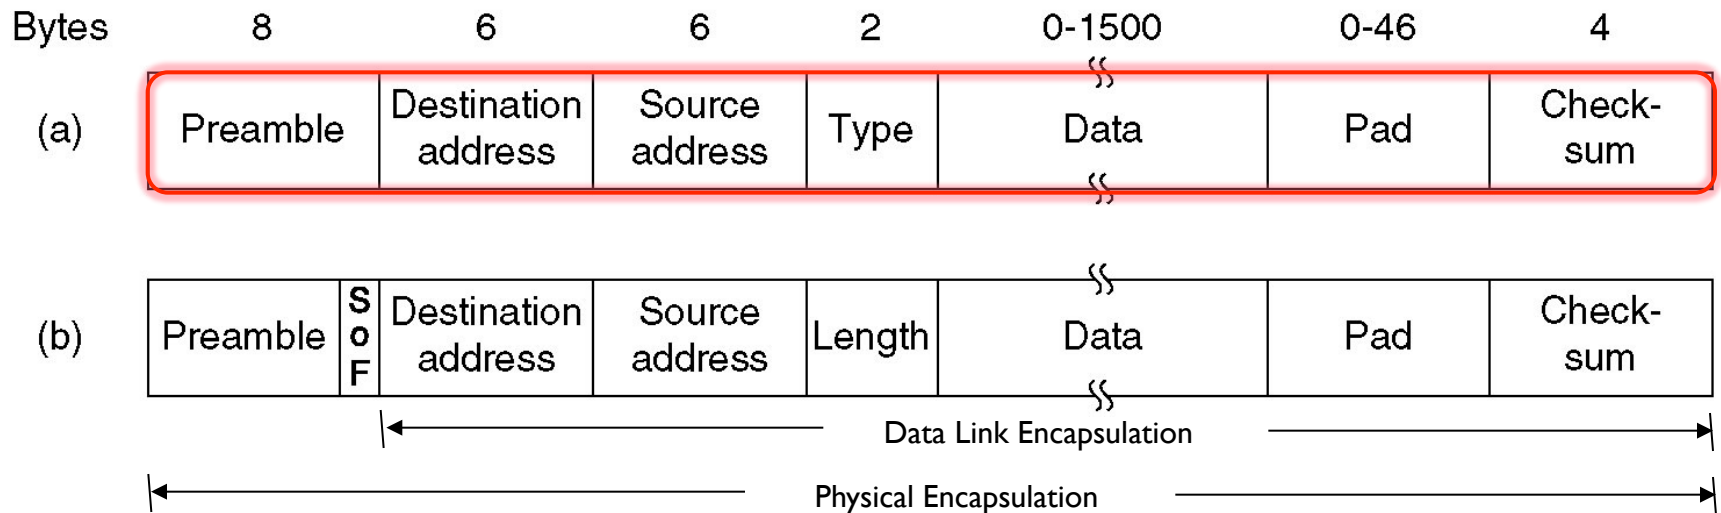 Bytes 8 6 6 2 0-1500 0-46 4
(a) Preamble Destination address Source address Type Data Pad Check-sum
(b) Preamble SoF Destination address Source address Length Data Pad Check-sum
Data Link Encapsulation
Physical Encapsulation